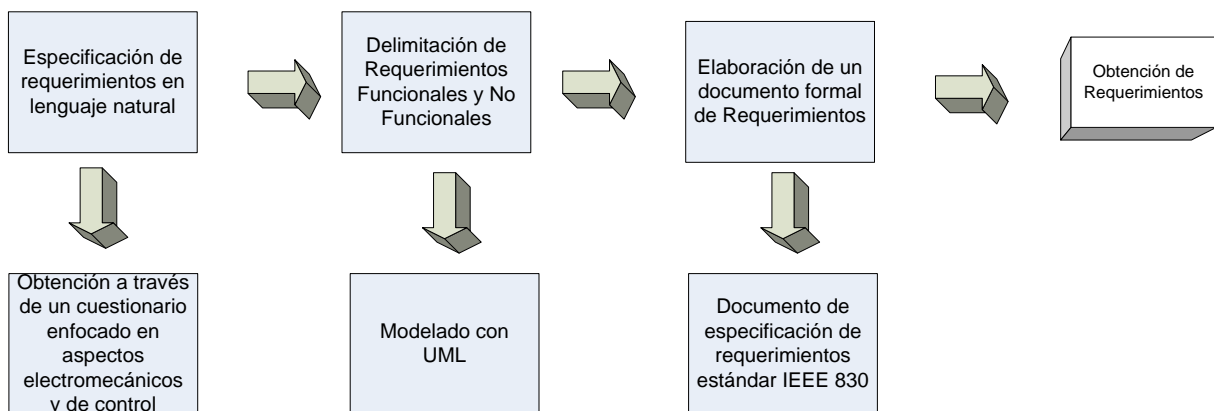 Especificación de
requerimientos en
lenguaje natural
Delimitación de
Requerimientos
Funcionales y No
Funcionales
Elaboración de un
documento formal
de Requerimientos
Obtención de
Requerimientos
Obtención a través
de un cuestionario
enfocado en
aspectos
electromecánicos
y de control
Modelado con
UML
Documento de
especificación de
requerimientos
estándar IEEE 830